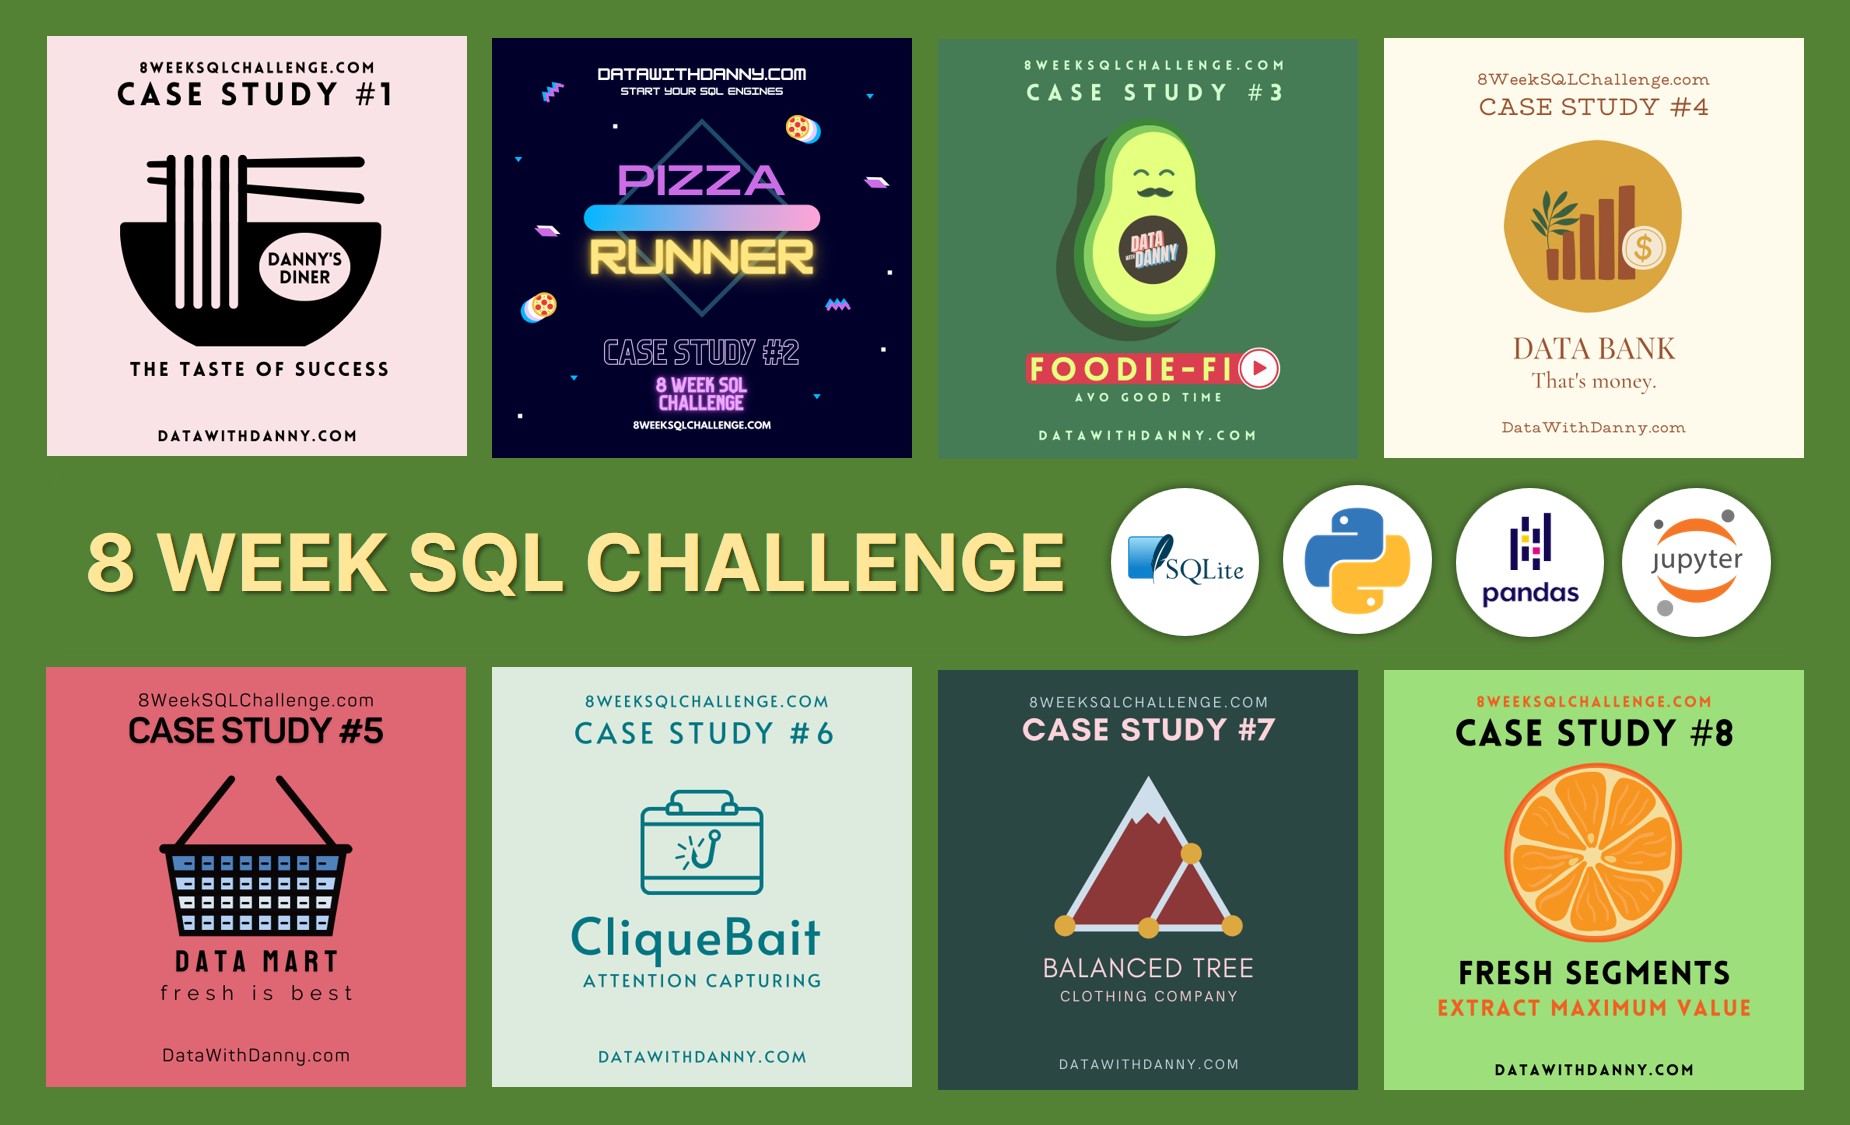 8WEEKSQLCHALLENGE.COM
CASE STUDY #1
DANNY'S
DINER
THE TASTE OF SUCCESS
DATAWITHDANNY.COM
DATAWITHDANNY.COM
START YOUR SQL ENGINES
PIZZA
RUNNER
CASE STUDY #2
8 WEEK SQL
CHALLENGE
8WEEKSQLCHALLENGE.COM
8WEEKSQLCHALLENGE.COM
CASE STUDY #3
DATA
WITH DANNY
FOODIE-FI
AVO GOOD TIME
DATAWITHDANNY.COM
8WeekSQLChallenge.com
CASE STUDY #4
$
DATA BANK
That's money.
DataWithDanny.com
8 WEEK SQL CHALLENGE
SQLite
pandas
jupyter
8WeekSQLChallenge.com
CASE STUDY #5
DATA MART
fresh is best
DataWithDanny.com
8WEEKSQLCHALLENGE.COM
CASE STUDY #6
CliqueBait
ATTENTION CAPTURING
DATAWITHDANNY.COM
8WEEKSQLCHALLENGE.COM
CASE STUDY #7
BALANCED TREE
CLOTHING COMPANY
DATAWITHDANNY.COM
8WEEKSQLCHALLENGE.COM
CASE STUDY #8
FRESH SEGMENTS
EXTRACT MAXIMUM VALUE
DATAWITHDANNY.COM